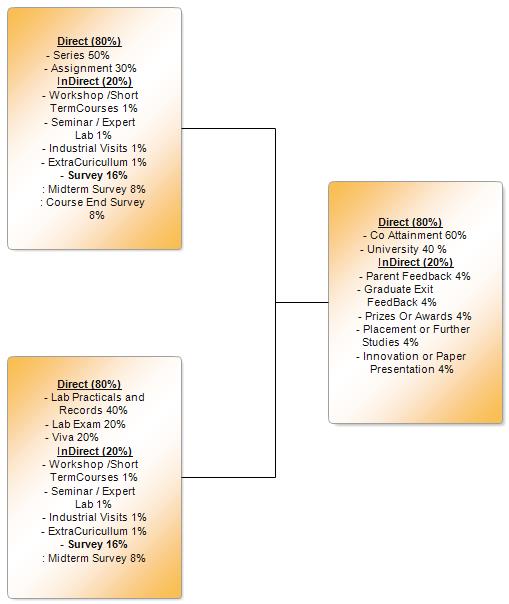 Direct (80%)
- Series 50%
- Assignment 30%
InDirect (20%)
- Workshop /Short
TermCourses 1%
- Seminar / Expert
Lab 1%
- Industrial Visits 1%
- ExtraCuricullum 1%
- Survey 16%
: Midterm Survey 8%
: Course End Survey
8%
Direct (80%)
- Lab Practicals and
Records 40%
- Lab Exam 20%
- Viva 20%
InDirect (20%)
- Workshop /Short
TermCourses 1%
- Seminar / Expert
Lab 1%
- Industrial Visits 1%
- ExtraCuricullum 1%
- Survey 16%
: Midterm Survey 8%
Direct (80%)
- Co Attainment 60%
- University 40 %
InDirect (20%)
- Parent Feedback 4%
- Graduate Exit
FeedBack 4%
- Prizes Or Awards 4%
- Placement or Further
Studies 4%
- Innovation or Paper
Presentation 4%